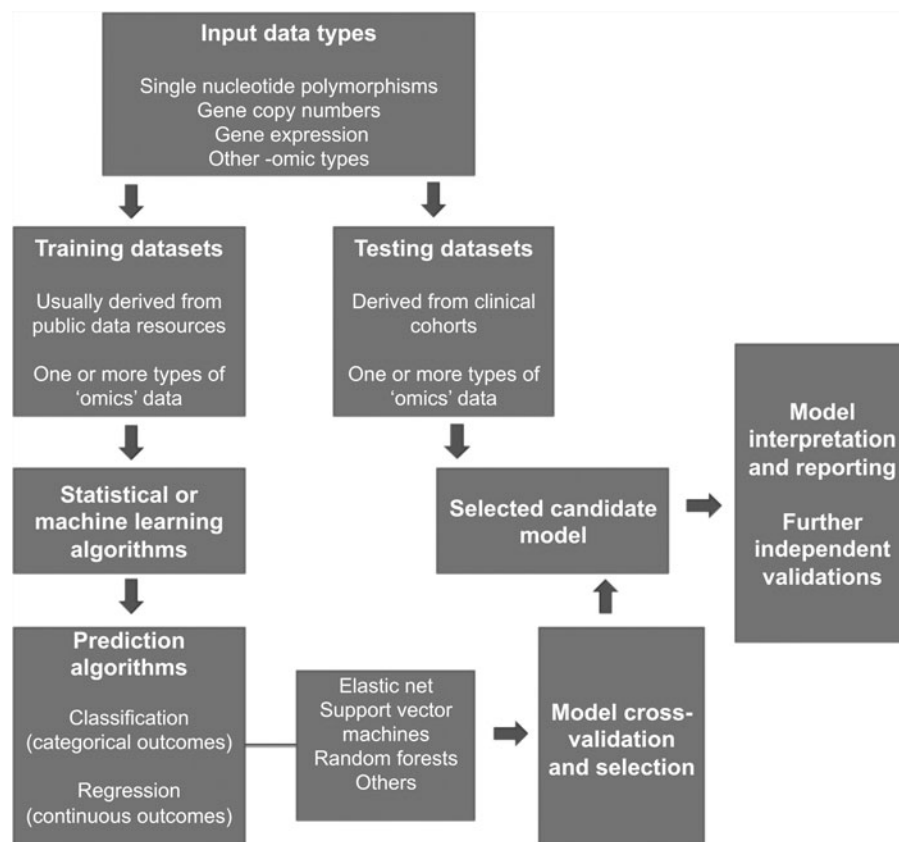 Input data types
Single nucleotide polymorphisms
Gene copy numbers
Gene expression
Other -omic types
Training datasets
Usually derived from
public data resources
One or more types of
‘omics’ data
Testing datasets
Derived from clinical
cohorts
One or more types of
‘omics’ data
Statistical or
machine learning
algorithms
Selected candidate
model
Model
interpretation
and reporting
Further
independent
validations
Prediction
algorithms
Classification
(categorical outcomes)
Regression
(continuous outcomes)
Elastic net
Support vector
machines
Random forests
Others
Model cross-
validation
and selection